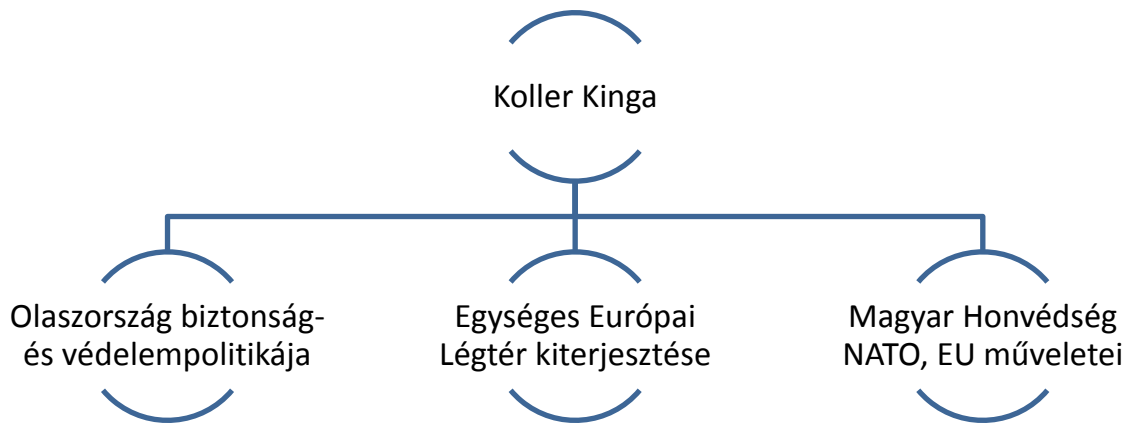 Koller Kinga
Olaszország biztonság-
és védelempolitikája
Egységes Európai
Légtér kiterjesztése
Magyar Honvédség
NATO, EU műveletei